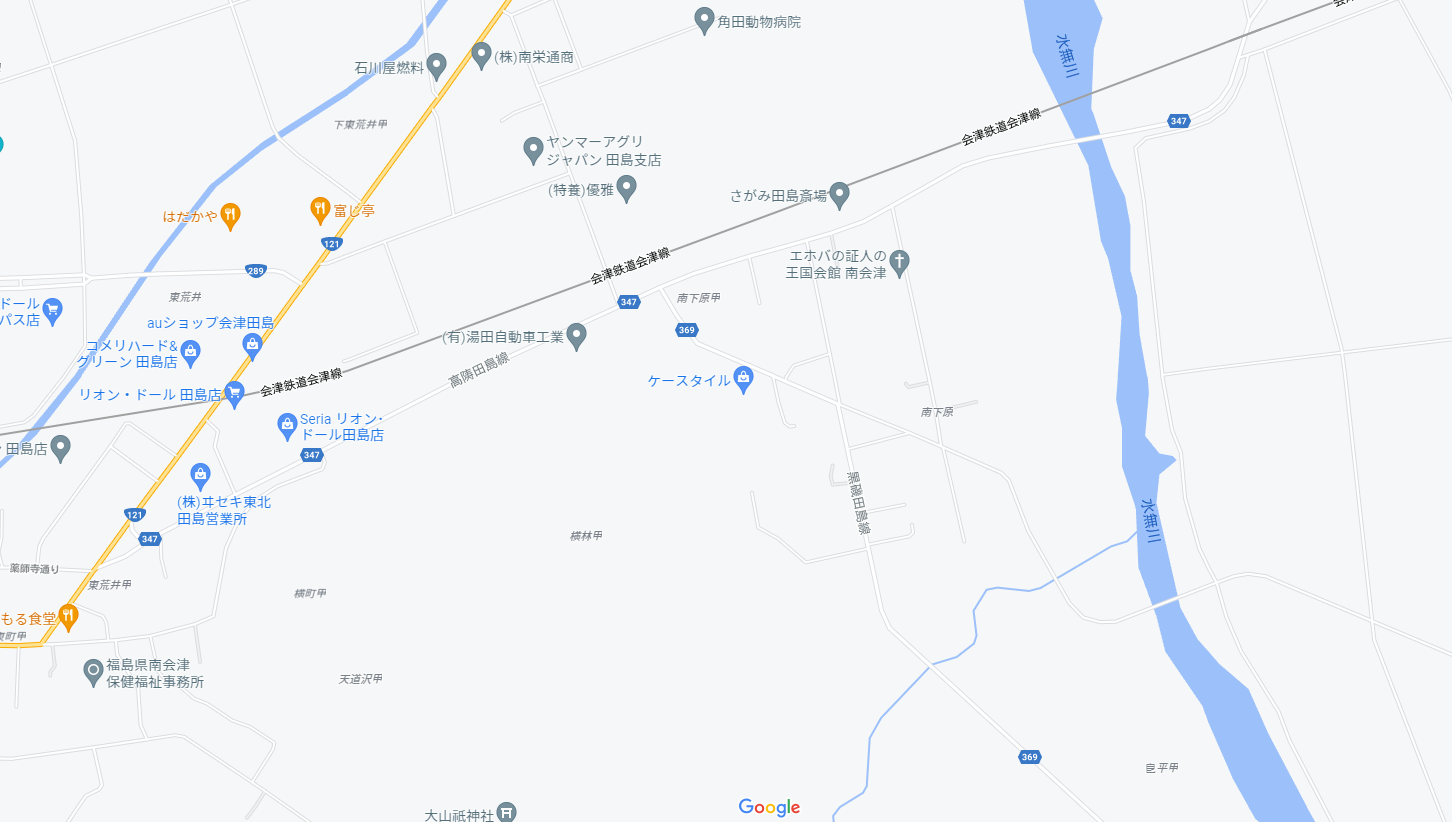 角田動物病院
水無川
(株)南栄通商
石川屋燃料
下東荒井甲
会津鉄道会津線
347
ヤンマーアグリ
ジャパン 田島支店
(特養)優雅
さがみ田島斎場
はだかや
富じ亭
121
289
エホバの証人の
王国会館 南会津
会津鉄道会津線
東荒井
347
南下原甲
ドール
パス店
auショップ会津田島
369
(有)湯田自動車工業
コメリハード&
グリーン 田島店
高陦田島線
会津鉄道会津線
ケースタイル
リオン・ドール 田島店
南下原
Seria リオン・
ドール田島店
田島店
347
(株)ヰセキ東北
田島営業所
黒磯田島線
水無川
121
347
横林甲
薬師寺通り
東荒井甲
横町甲
もる食堂
東町甲
福島県南会津
保健福祉事務所
天道沢甲
369
大山祇神社
Google